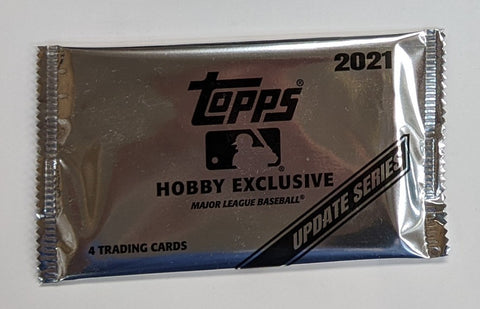 2021
Topps®
HOBBY EXCLUSIVE
MAJOR LEAGUE BASEBALL®
UPDATE SERIES
4 TRADING CARDS